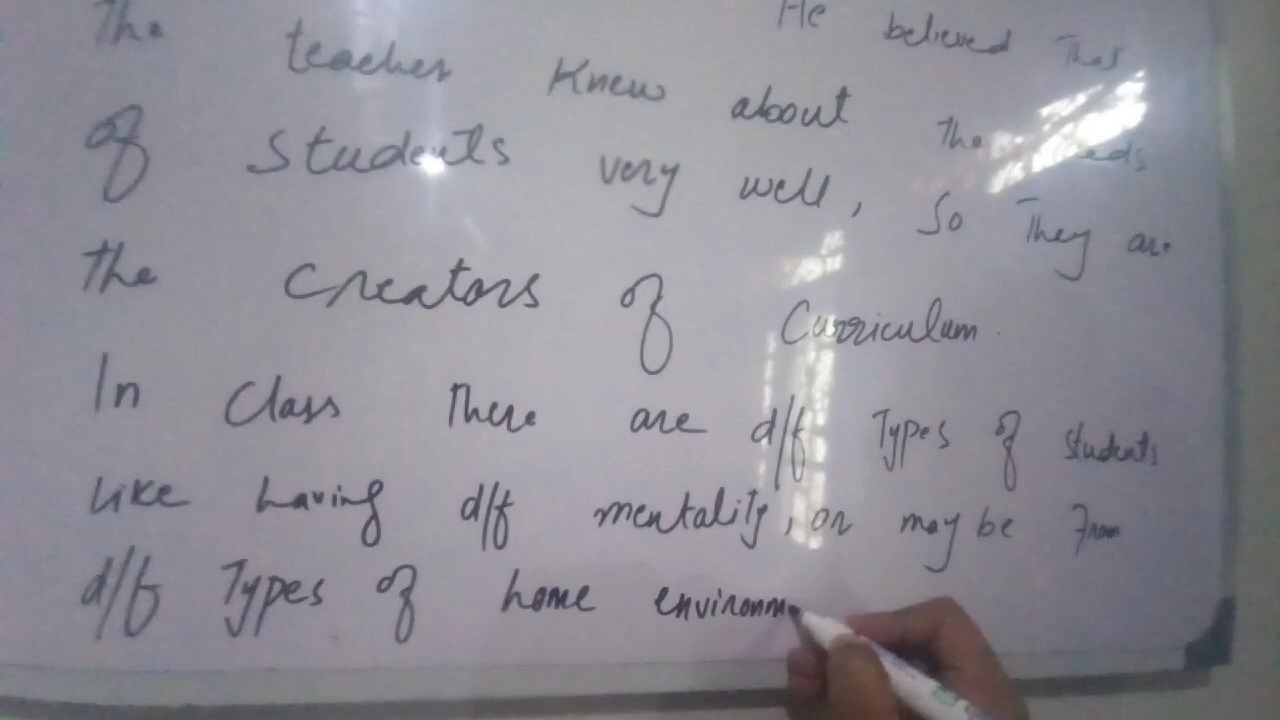 He believed That
The teacher Knew about the needs
of students very well, So They are
the creators of Curriculum.
In Class There are d/f Types of students
like having d/f mentality, or may be From
d/f Types of home environm